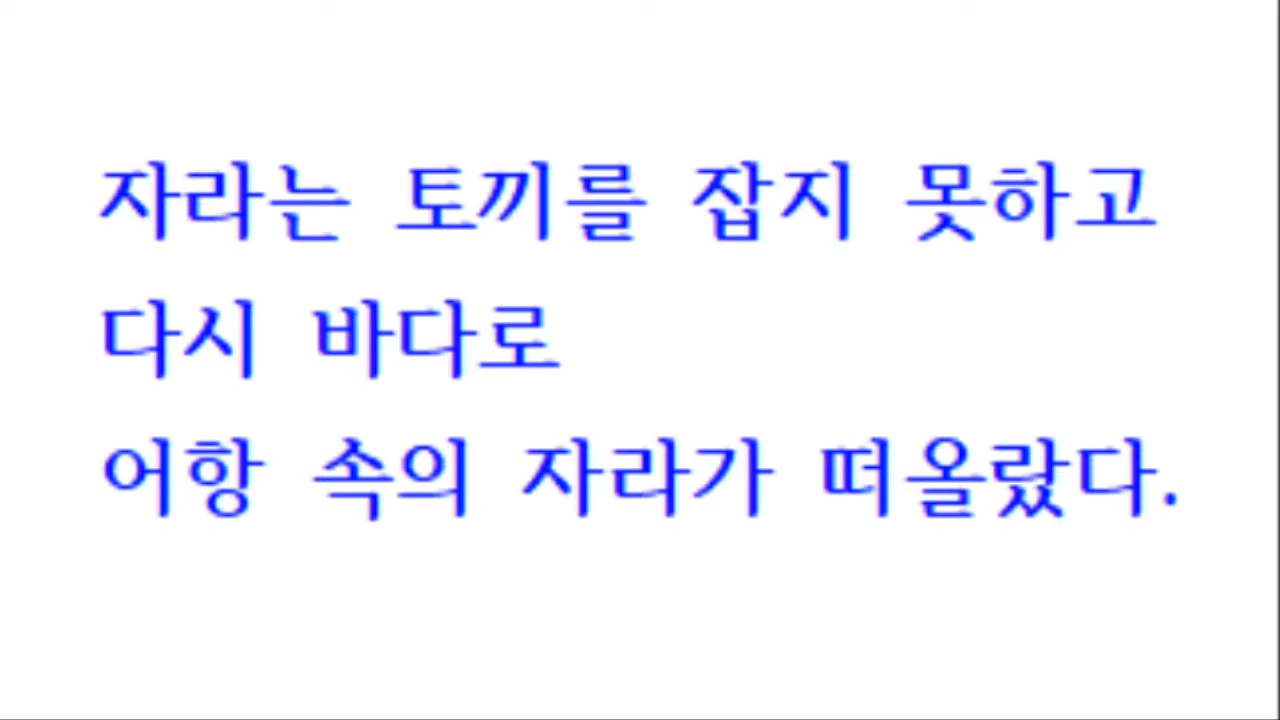 자라는 토끼를 잡지 못하고
다시 바다로
어항 속의 자라가 떠올랐다.